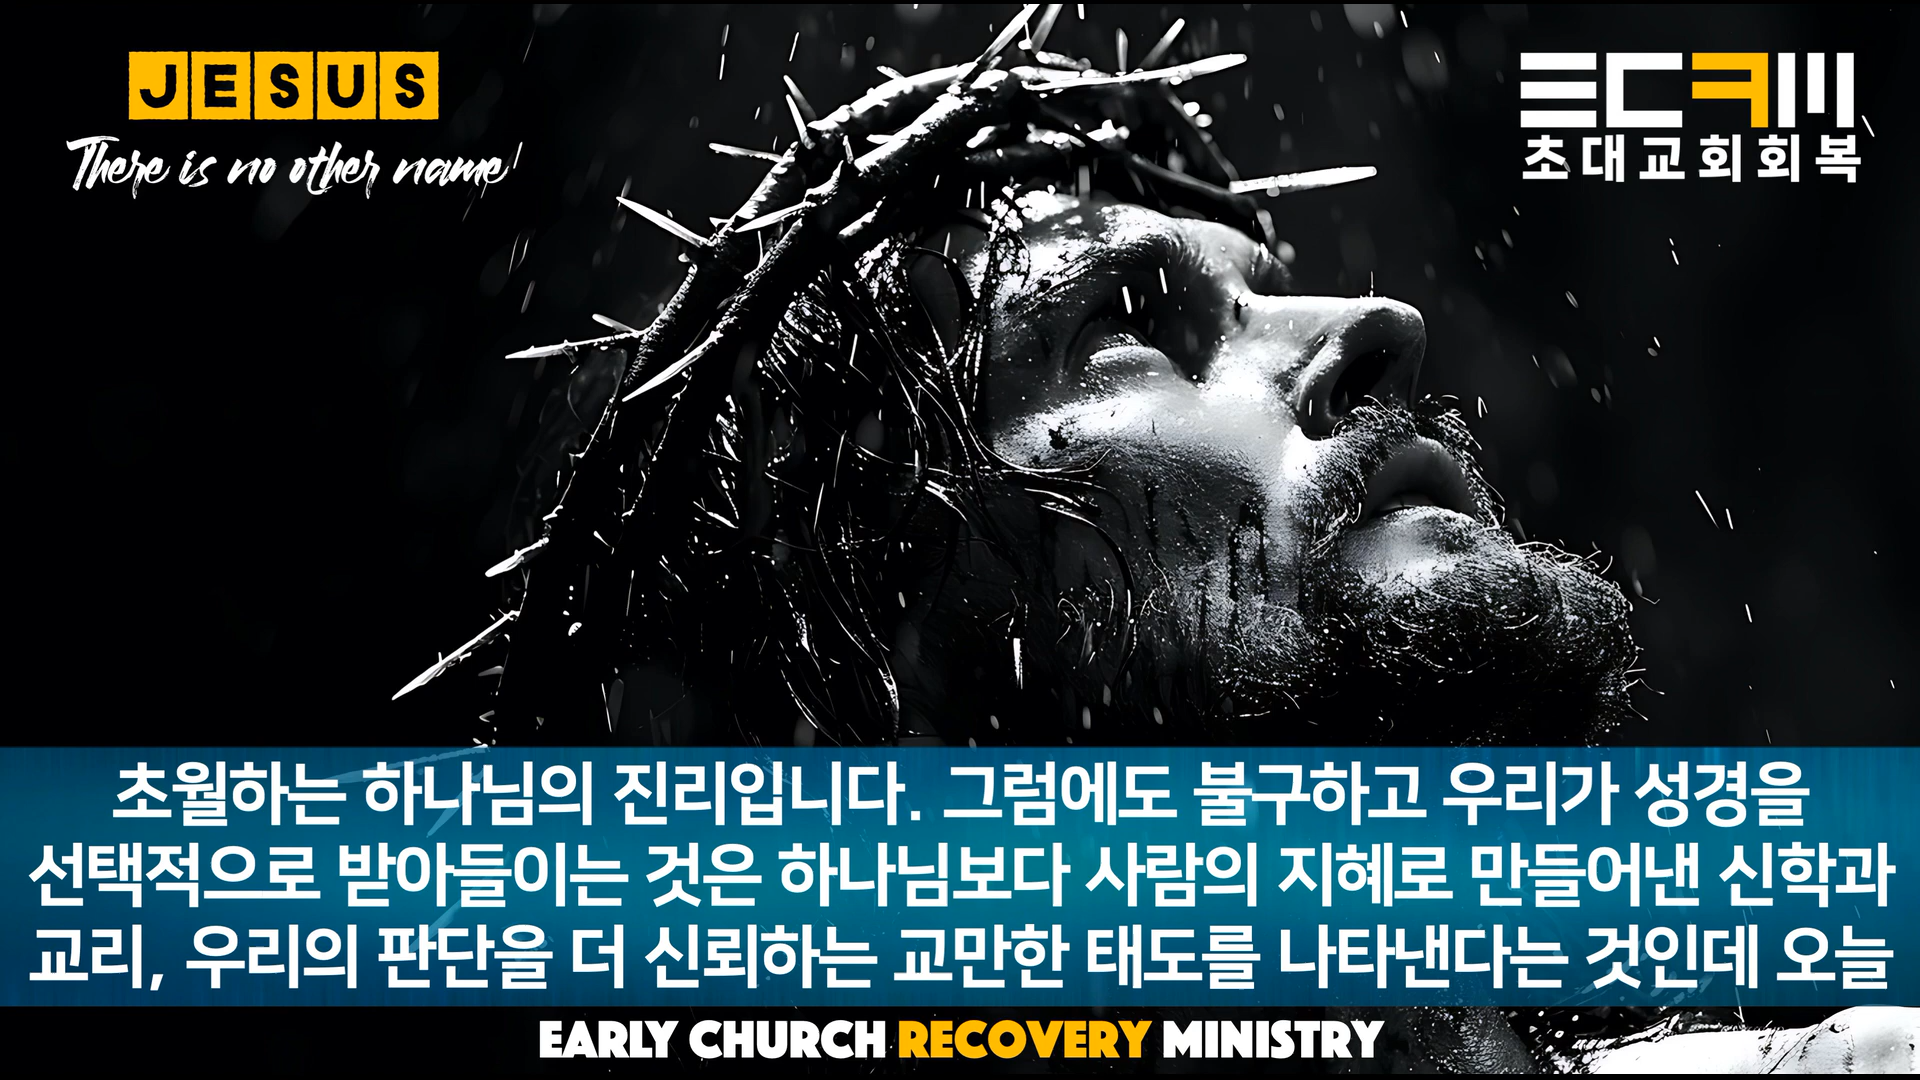 JESUS
There is no other name!
초대교회회복
초월하는 하나님의 진리입니다. 그럼에도 불구하고 우리가 성경을
선택적으로 받아들이는 것은 하나님보다 사람의 지혜로 만들어낸 신학과
교리, 우리의 판단을 더 신뢰하는 교만한 태도를 나타낸다는 것인데 오늘
EARLY CHURCH RECOVERY MINISTRY